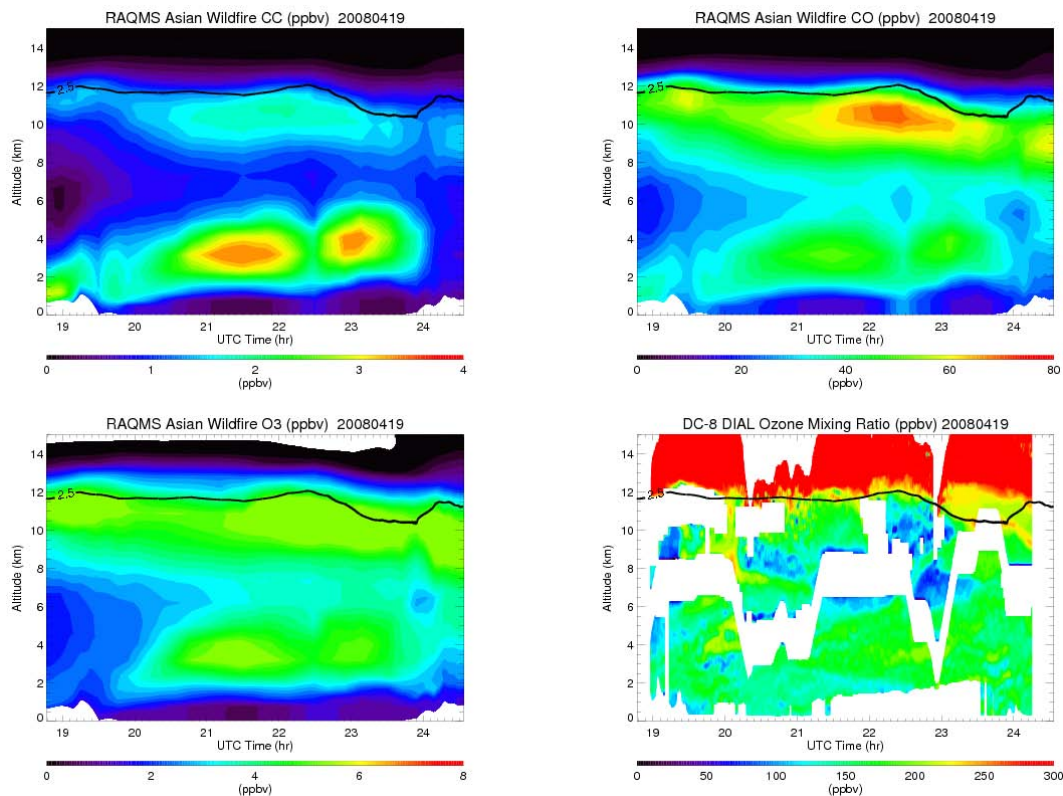 RAQMS Asian Wildfire CC (ppbv) 20080419
14
12
10
8
6
4
2
0
Altitude (km)
2.5
19 20 21 22 23 24
UTC Time (hr)
0 1 2 3 4
(ppbv)
RAQMS Asian Wildfire CO (ppbv) 20080419
14
12
10
8
6
4
2
0
Altitude (km)
2.5
19 20 21 22 23 24
UTC Time (hr)
0 20 40 60 80
(ppbv)
RAQMS Asian Wildfire O3 (ppbv) 20080419
14
12
10
8
6
4
2
0
Altitude (km)
2.5
19 20 21 22 23 24
UTC Time (hr)
0 2 4 6 8
(ppbv)
DC-8 DIAL Ozone Mixing Ratio (ppbv) 20080419
14
12
10
8
6
4
2
0
Altitude (km)
2.5
19 20 21 22 23 24
UTC Time (hr)
0 50 100 150 200 250 300
(ppbv)